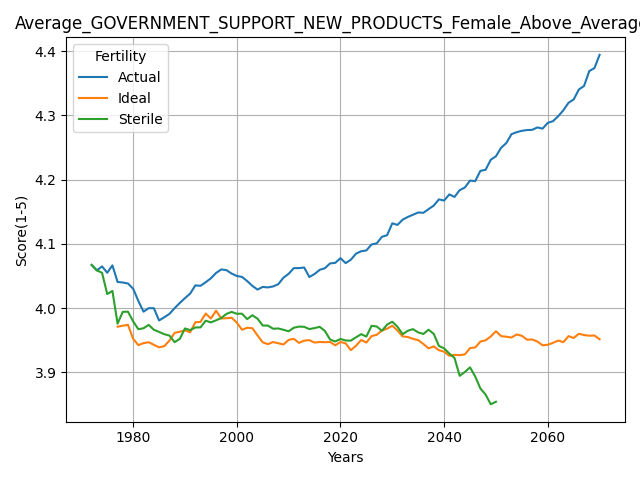 Average_GOVERNMENT_SUPPORT_NEW_PRODUCTS_Female_Above_Average
Fertility
Actual
Ideal
Sterile
4.4
4.3
4.2
4.1
4.0
3.9
Score(1-5)
1980 2000 2020 2040 2060
Years